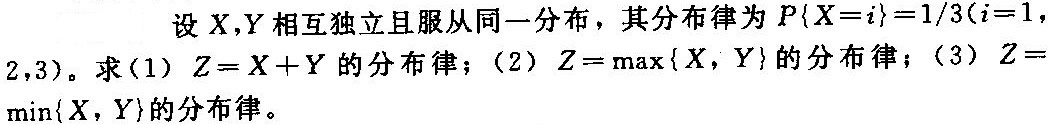 设 X,Y 相互独立且服从同一分布，其分布律为 P{X=i}=1/3(i=1,
2,3)。求(1) Z=X+Y 的分布律；(2) Z=max{X, Y}的分布律；(3) Z=
min{X, Y}的分布律。